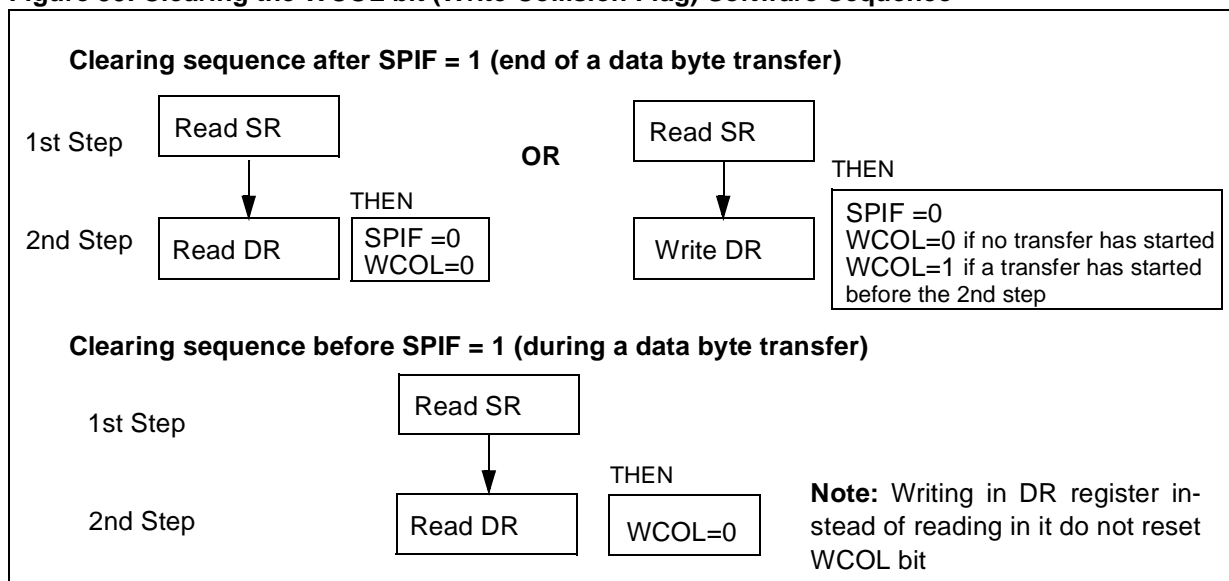 Clearing sequence after SPIF = 1 (end of a data byte transfer)
1st Step
Read SR
OR
Read SR
THEN
2nd Step
Read DR
THEN
SPIF =0
WCOL=0
Write DR
SPIF =0
WCOL=0 if no transfer has started
WCOL=1 if a transfer has started
before the 2nd step
Clearing sequence before SPIF = 1 (during a data byte transfer)
1st Step
Read SR
2nd Step
Read DR
THEN
WCOL=0
Note: Writing in DR register in-
stead of reading in it do not reset
WCOL bit